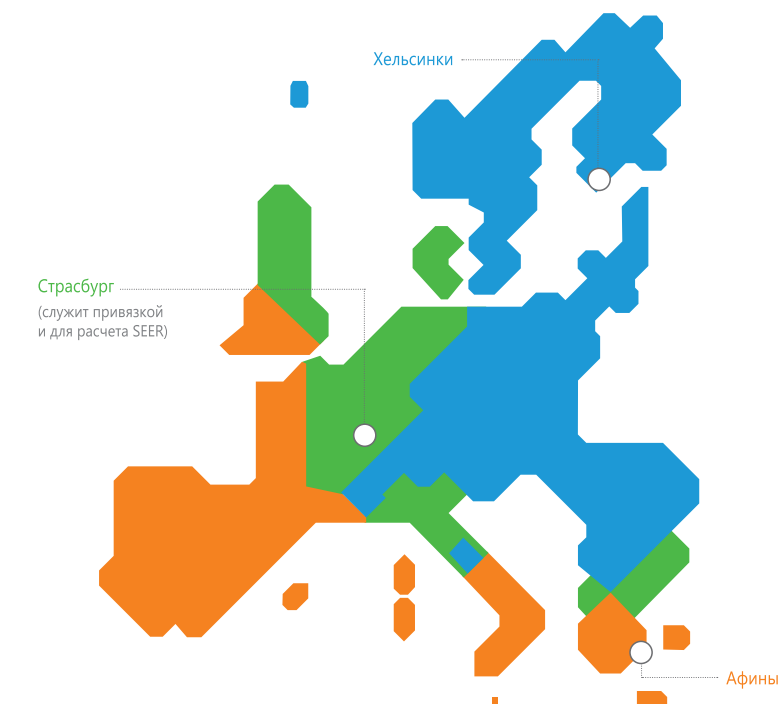 Хельсинки
Страсбург
(служит привязкой
и для расчета SEER)
Афины